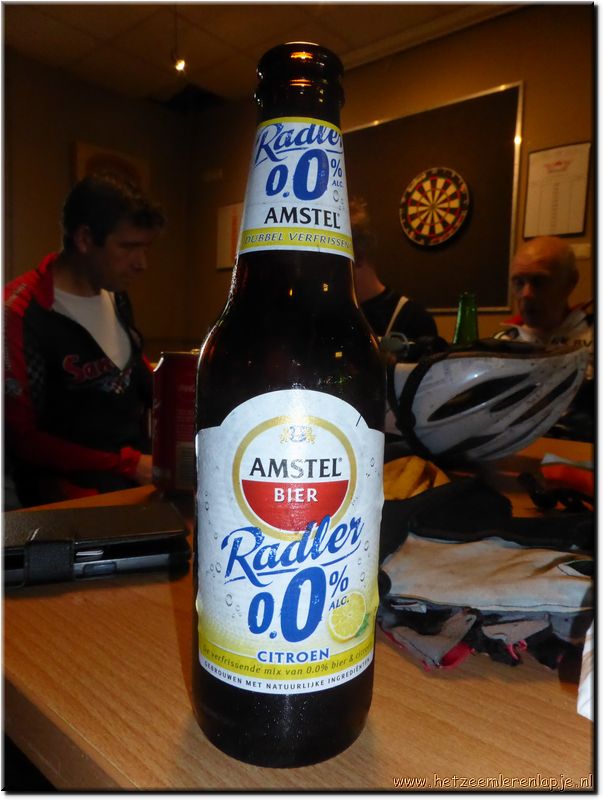 Radler
0.0%
ALC.
AMSTEL®
DUBBEL VERFRISSEN
AMSTEL®
BIER
Radler
0.0%
ALC.
CITROEN
De verfrissende mix van 0.0% bier & citroen
GEBROUWEN MET NATUURLIJKE INGREDIËNTEN
www.hetzeemlerenlapje.nl